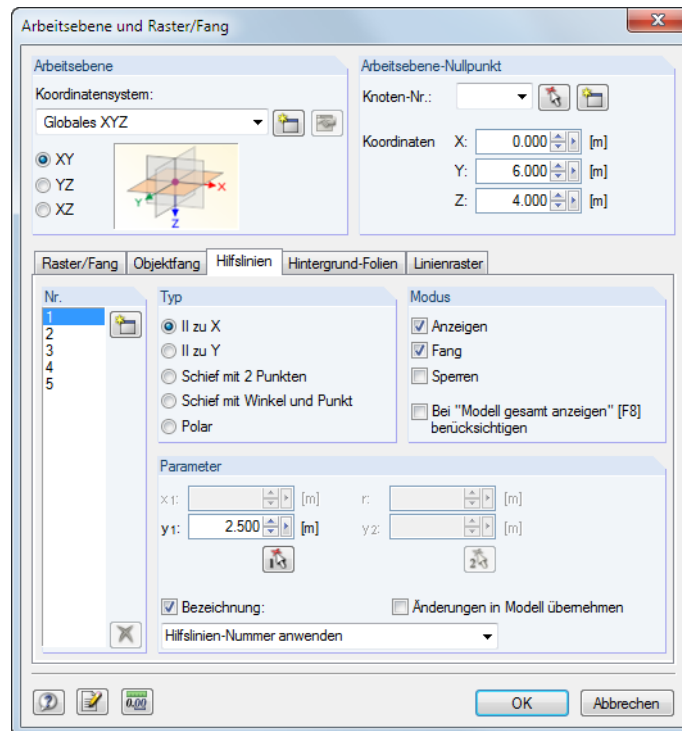 Arbeitsebene und Raster/Fang
Arbeitsebene
Koordinatensystem:
Globales XYZ
XY
YZ
XZ
X
Y
Z
Arbeitsebene-Nullpunkt
Knoten-Nr.:
Koordinaten X: 0.000 [m]
Y: 6.000 [m]
Z: 4.000 [m]
Raster/Fang Objektfang Hilfslinien Hintergrund-Folien Linienraster
Nr.
1
2
3
4
5
Typ
II zu X
II zu Y
Schief mit 2 Punkten
Schief mit Winkel und Punkt
Polar
Modus
Anzeigen
Fang
Sperren
Bei "Modell gesamt anzeigen" [F8]
berücksichtigen
Parameter
x1: [m] r: [m]
y1: 2.500 [m] y2: [m]
1 2
Bezeichnung: Änderungen in Modell übernehmen
Hilfslinien-Nummer anwenden
0.00 OK Abbrechen